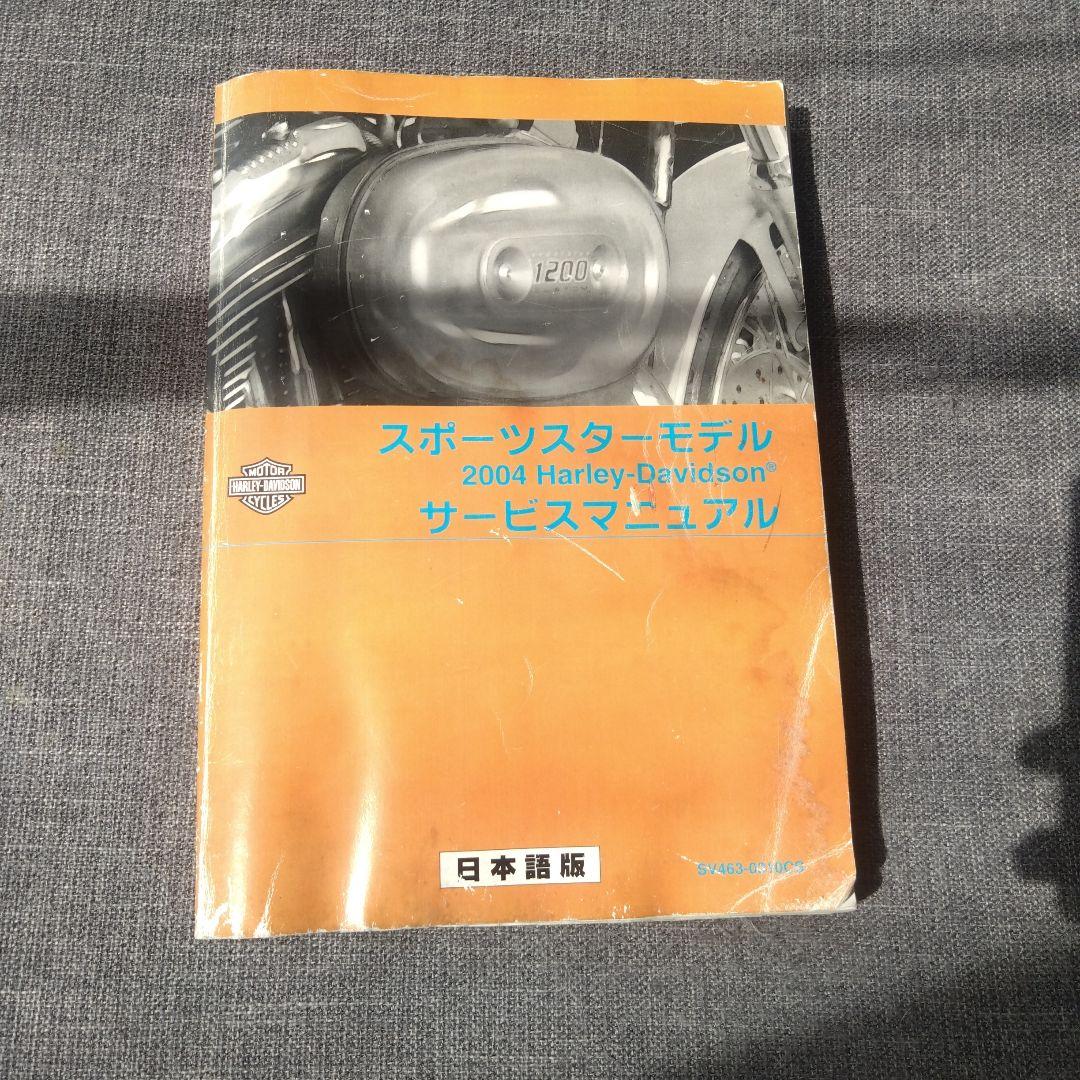 1200
スポーツスターモデル
2004 Harley-Davidson®
サービスマニュアル
MOTOR
HARLEY-DAVIDSON
CYCLES
日本語版